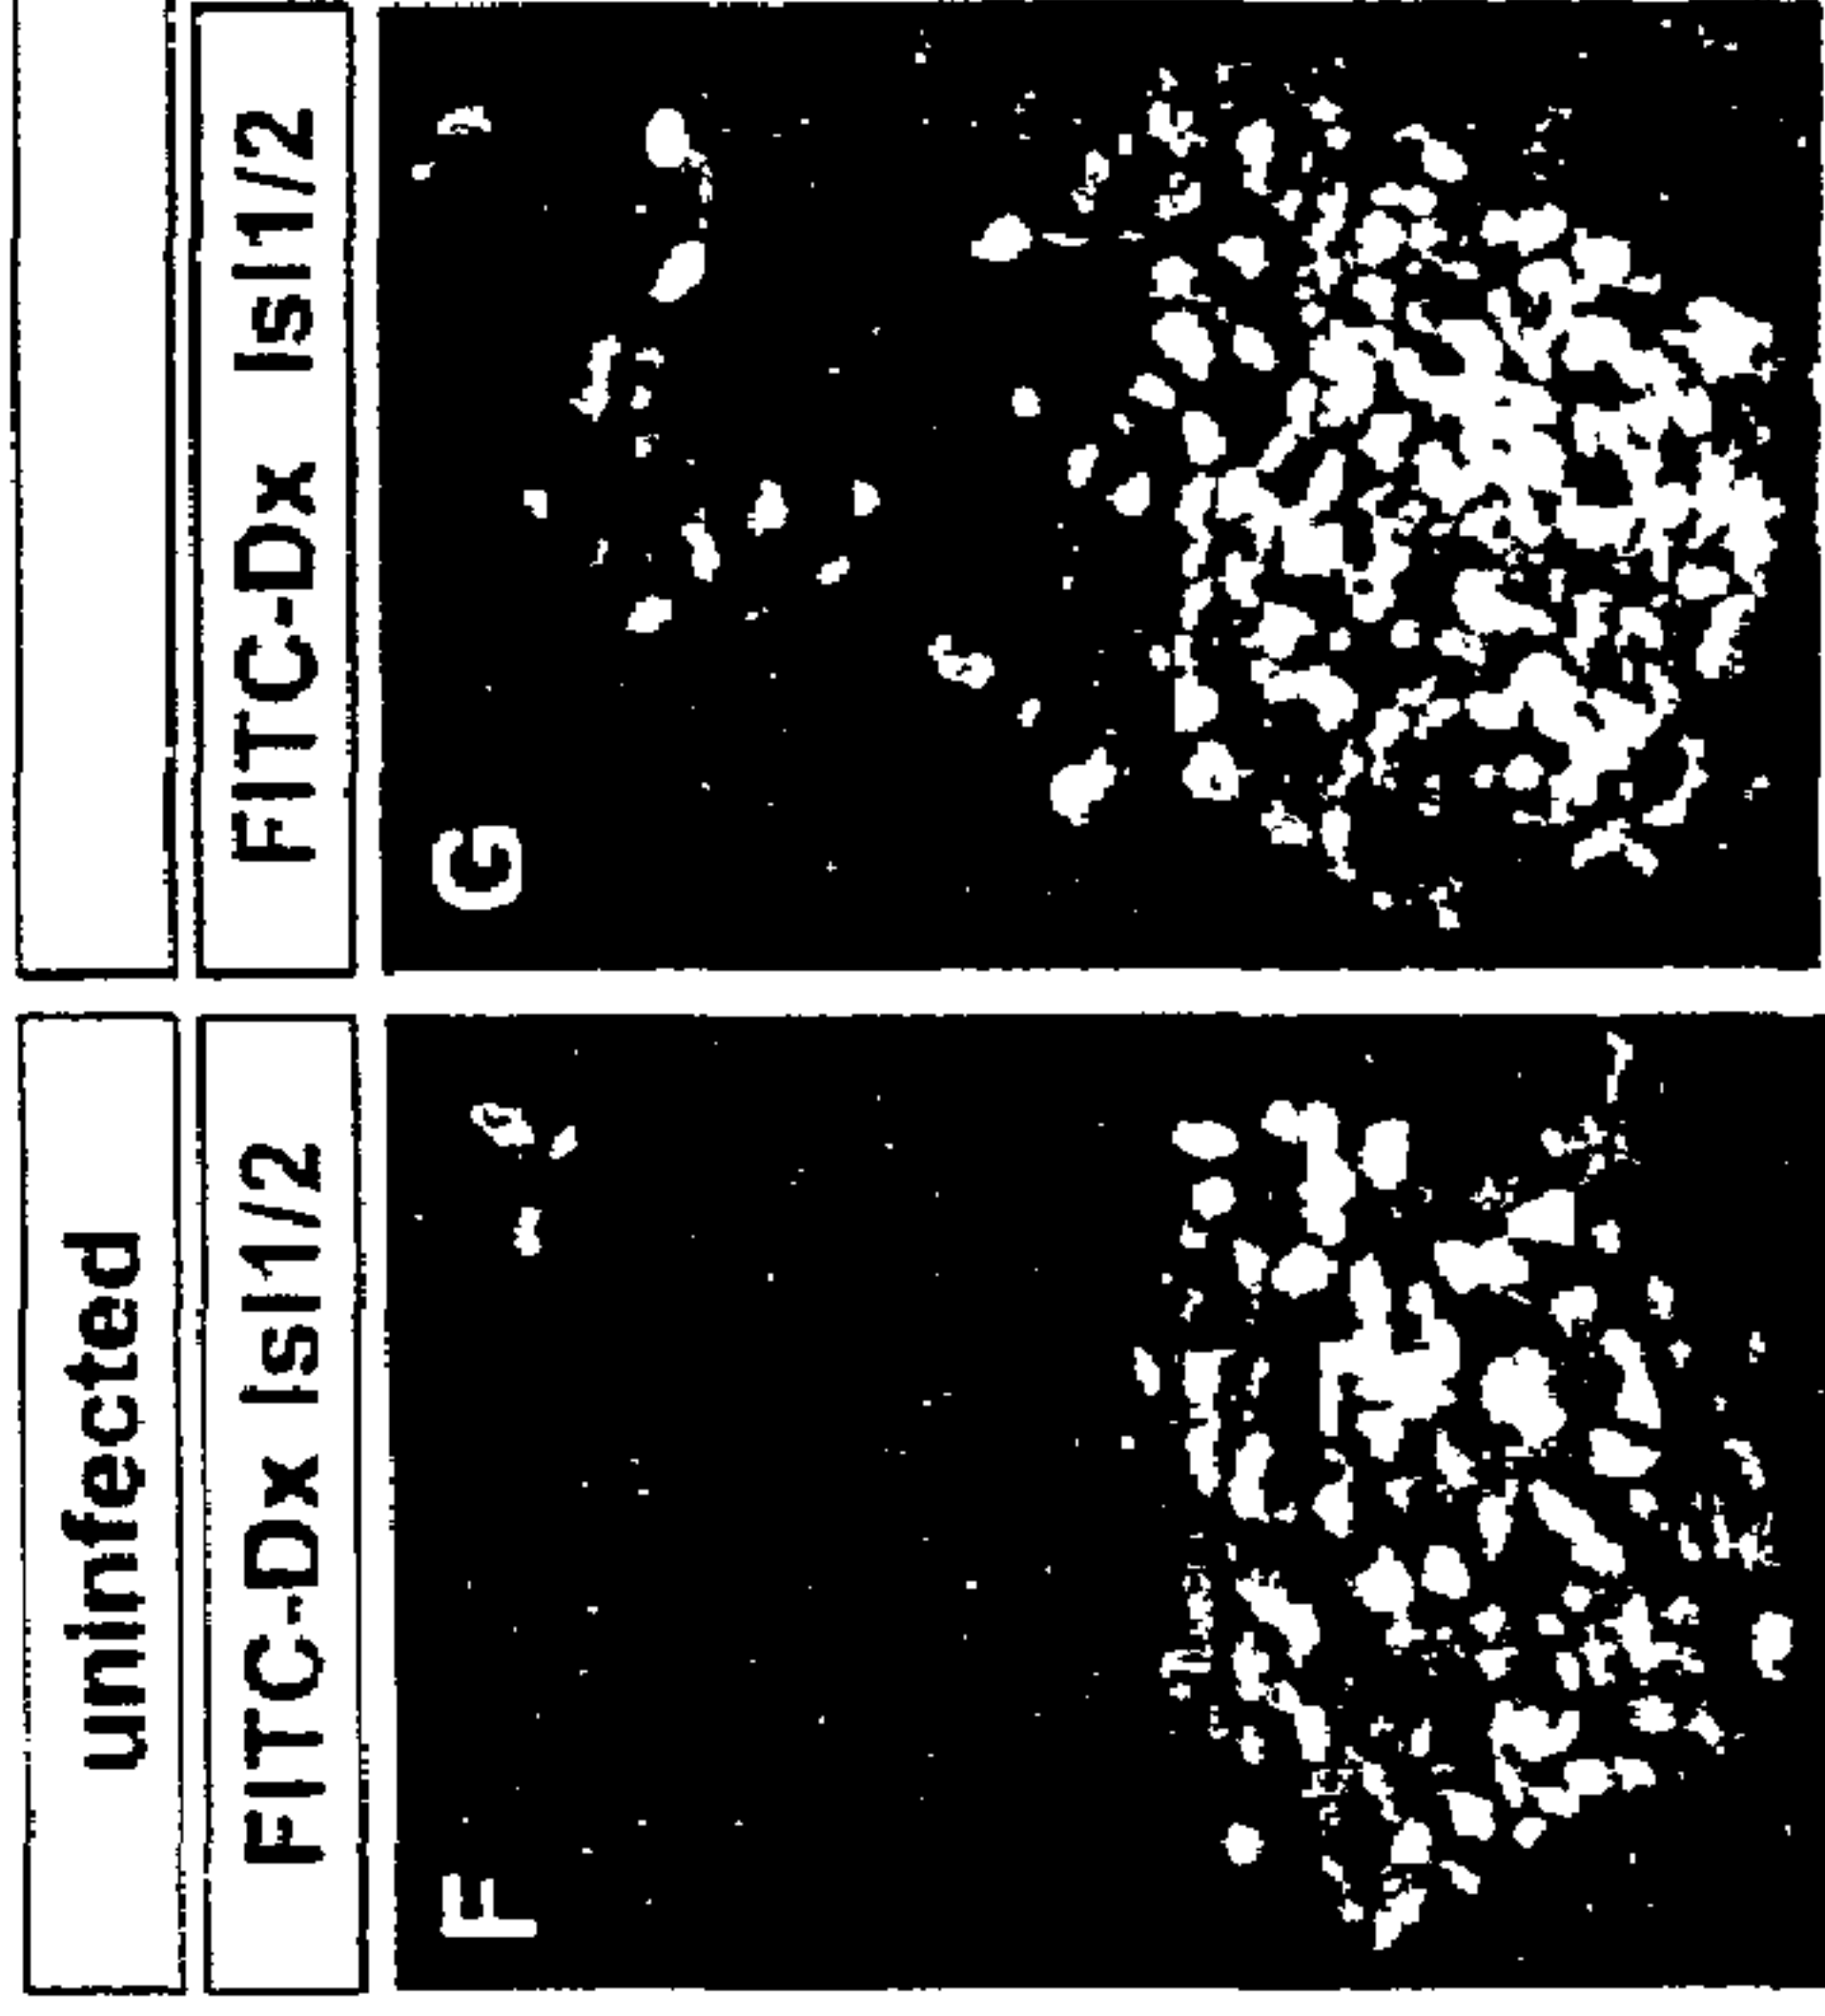 uninfected
FITC-Dx Isl1/2
FITC-Dx Isl1/2
F
G